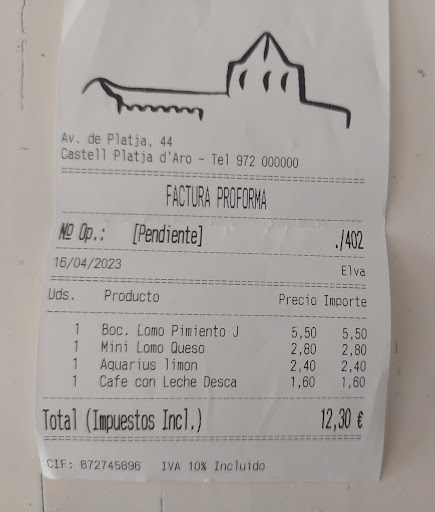 Av. de Platja, 44
Castell Platja d'Aro - Tel 972 000000
FACTURA PROFORMA
Nº Op.: [Pendiente] ./402
16/04/2023 Elva
Uds. Producto Precio Importe
1 Boc. Lomo Pimiento J 5,50 5,50
1 Mini Lomo Queso 2,80 2,80
1 Aquarius limon 2,40 2,40
1 Cafe con Leche Desca 1,60 1,60
Total (Impuestos Incl.) 12,30 €
CIF: B72745896 IVA 10% Incluido